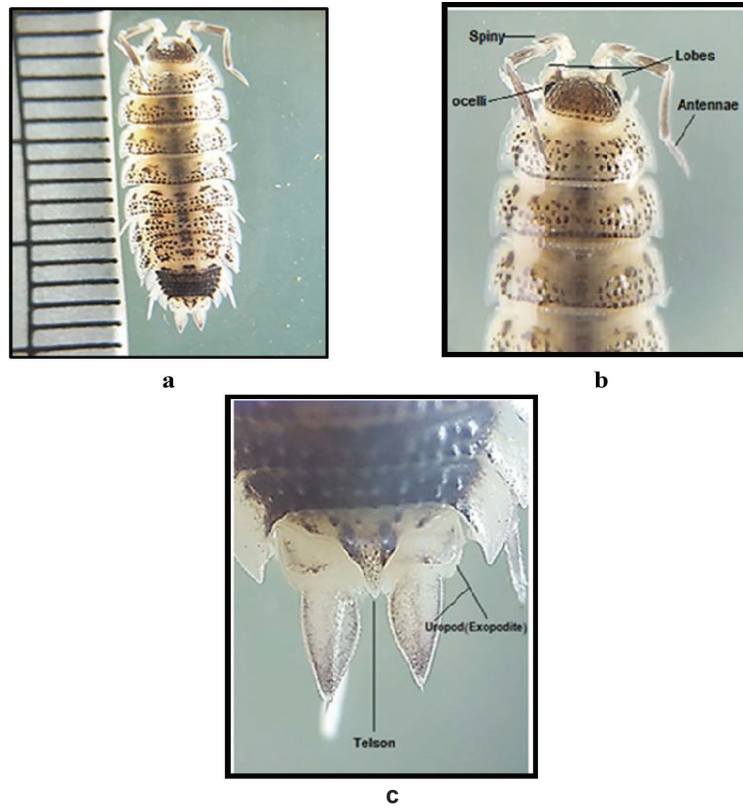 Spiny
Lobes
ocelli
Antennae
a
b
Uropod(Exopodite)
Telson
c